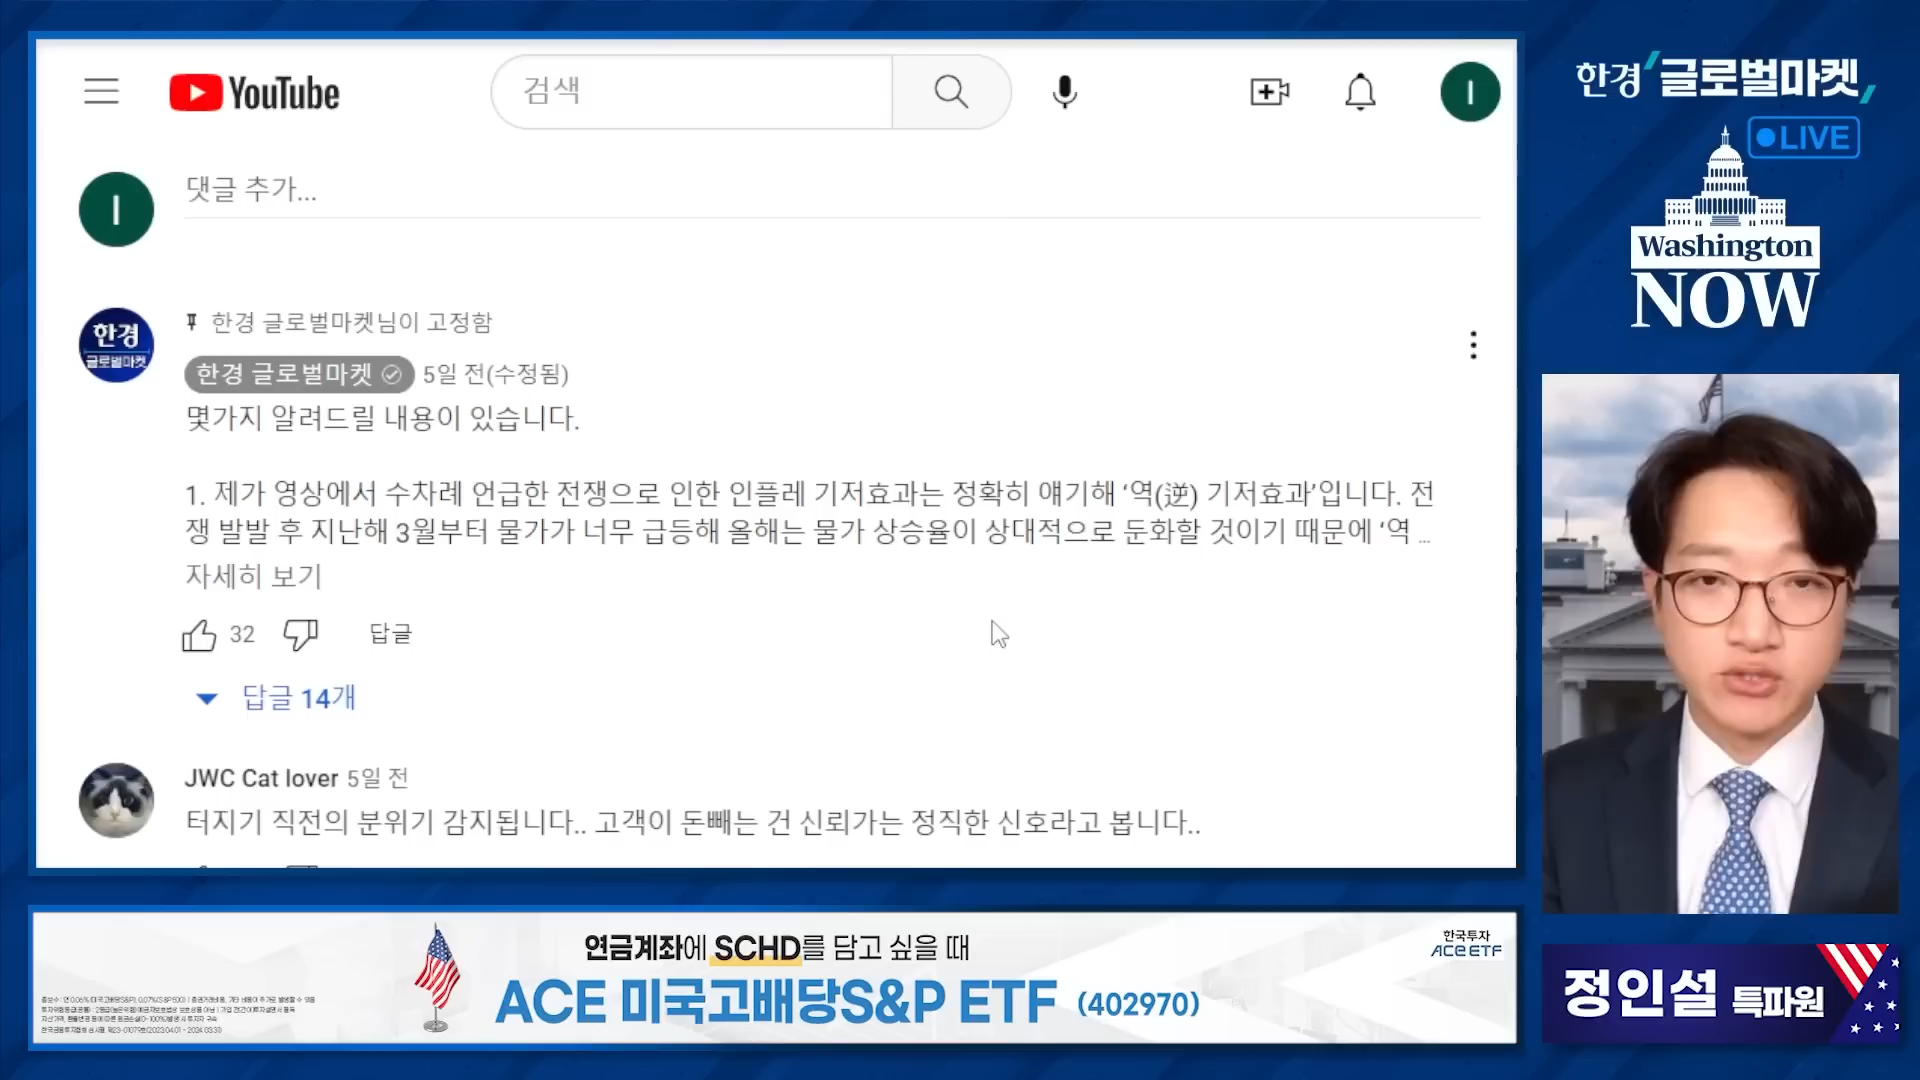 YouTube
검색
I
한경 글로벌마켓
LIVE
Washington
NOW
I
댓글 추가...
한경
글로벌마켓
한경 글로벌마켓님이 고정함
한경 글로벌마켓 5일 전(수정됨)
몇가지 알려드릴 내용이 있습니다.
1. 제가 영상에서 수차례 언급한 전쟁으로 인한 인플레 기저효과는 정확히 얘기해 ‘역(逆) 기저효과’입니다. 전
쟁 발발 후 지난해 3월부터 물가가 너무 급등해 올해는 물가 상승율이 상대적으로 둔화할 것이기 때문에 ‘역 ...
자세히 보기
32
답글
답글 14개
JWC Cat lover 5일 전
터지기 직전의 분위기 감지됩니다.. 고객이 돈빼는 건 신뢰가는 정직한 신호라고 봅니다..
연금계좌에 SCHD를 담고 싶을 때
ACE 미국고배당S&P ETF (402970)
한국투자
ACE ETF
정인설 특파원